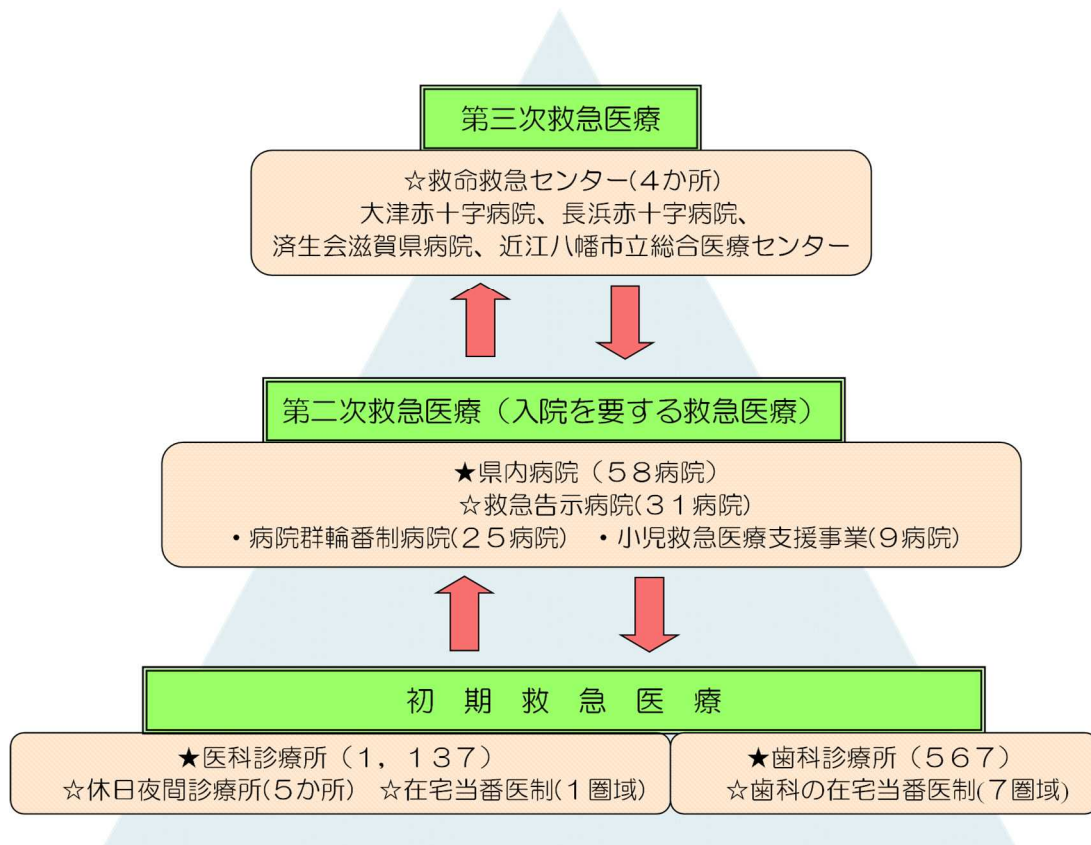 第三次救急医療
☆救命救急センター(4か所)
大津赤十字病院、長浜赤十字病院、
済生会滋賀県病院、近江八幡市立総合医療センター
第二次救急医療（入院を要する救急医療）
★県内病院（５８病院）
☆救急告示病院(３１病院)
・病院群輪番制病院(２５病院)　・小児救急医療支援事業(９病院)
初　期　救　急　医　療
★医科診療所（１，１３７）
☆休日夜間診療所(５か所)　☆在宅当番医制(１圏域)
★歯科診療所（５６７）
☆歯科の在宅当番医制(７圏域)